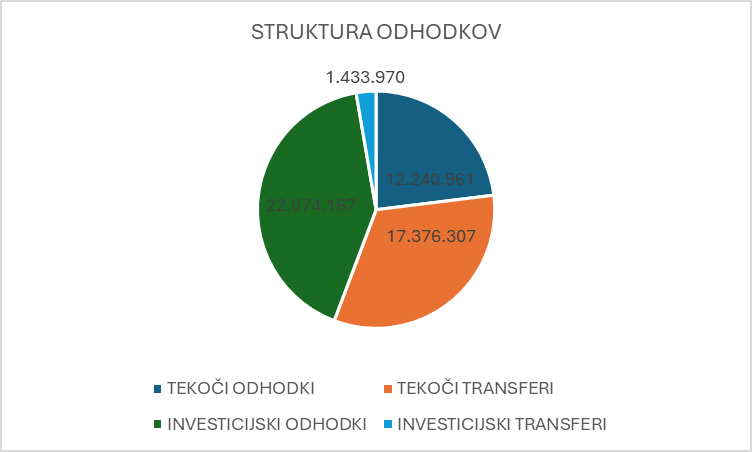 STRUKTURA ODHODKOV
1.433.970
12.240.961
22.074.167
17.376.307
TEKOČI ODHODKI
TEKOČI TRANSFERI
INVESTICIJSKI ODHODKI
INVESTICIJSKI TRANSFERI